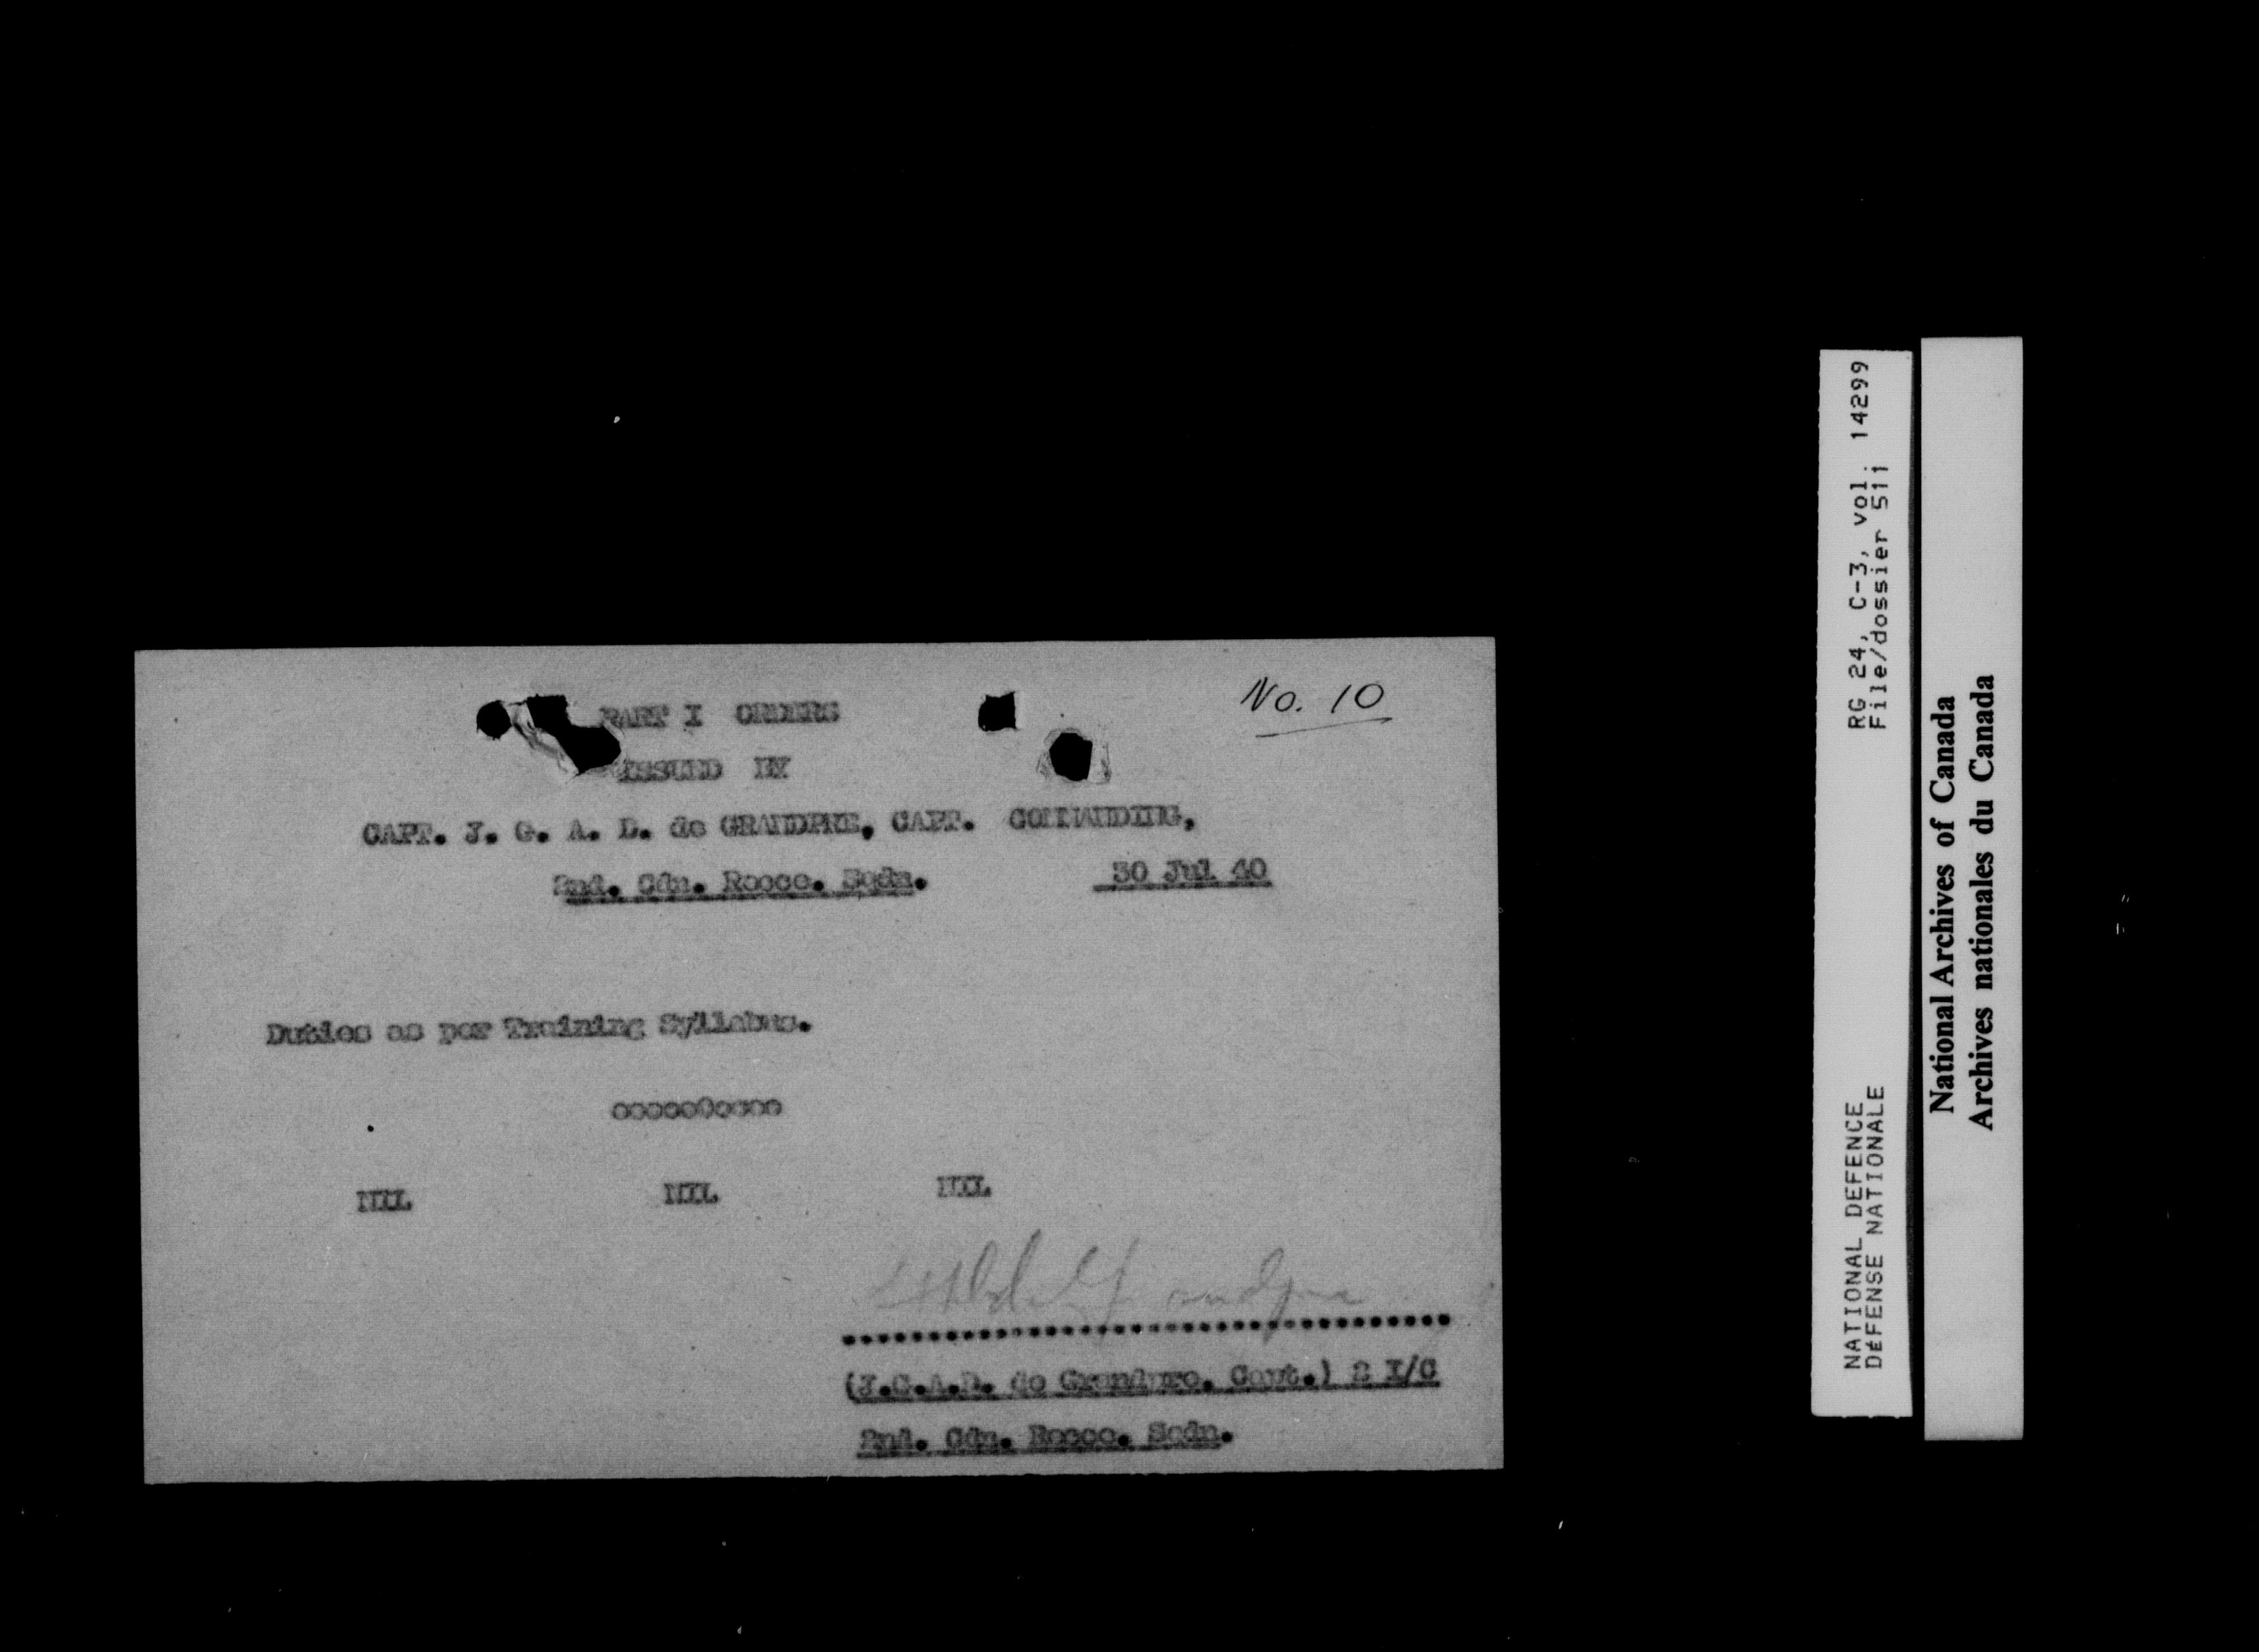 No. 10
PART I ORDERS
ISSUED BY
CAPT. J. G. A. D. de GRANDPRE, CAPT. COMMANDING,
2nd. Cdn. Recce. Sqdn. 30 Jul 40
Duties as per Training Syllabus.
oooooo0oooo
NIL NIL NIL
(J.G.A.D. de Grandpre. Capt.) 2 I/C
2nd. Cdn. Recce. Sqdn.
RG 24, C-3, vol. 14299
File/dossier 511j
NATIONAL DEFENCE
DéFENSE NATIONALE
National Archives of Canada
Archives nationales du Canada